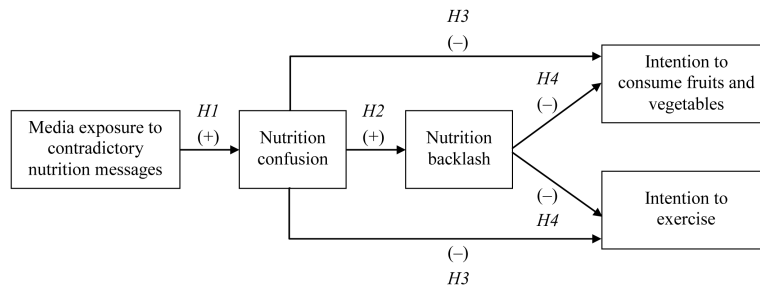 H3
(–)
Intention to
consume fruits and
vegetables
H4
(–)
H1
(+)
H2
(+)
Media exposure to
contradictory
nutrition messages
Nutrition
confusion
Nutrition
backlash
(–)
H4
Intention to
exercise
(–)
H3